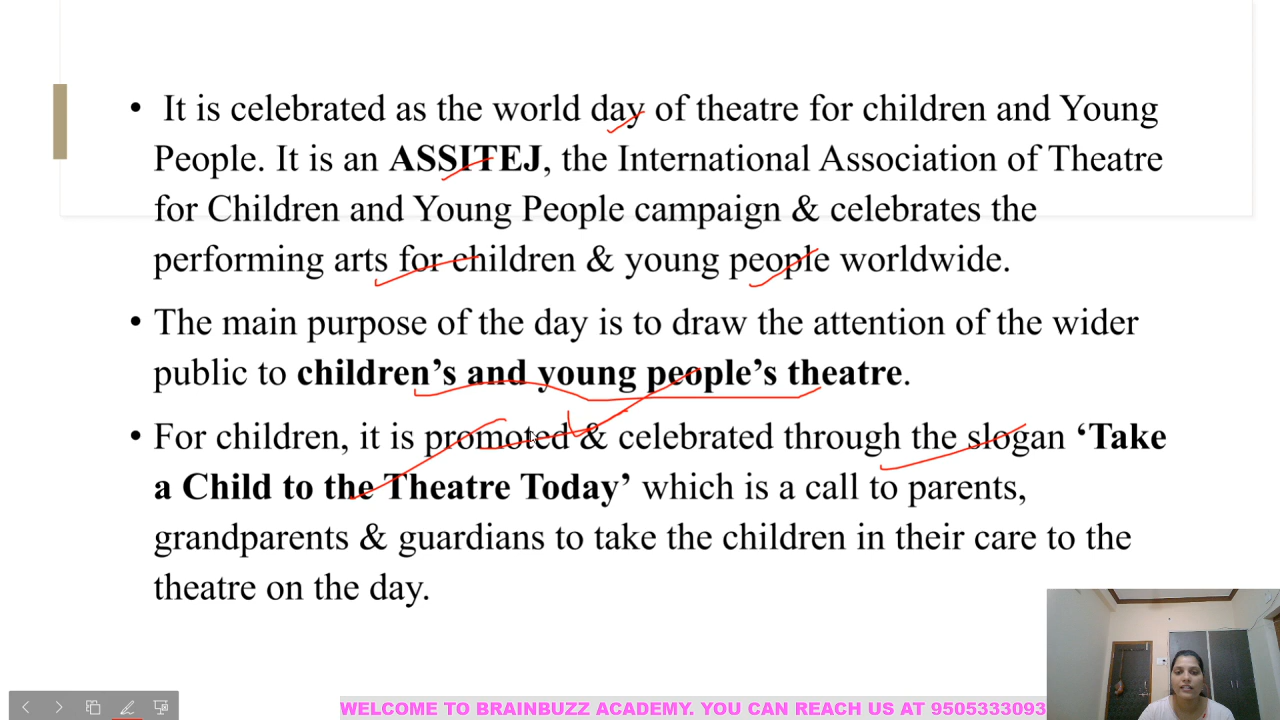 • It is celebrated as the world day of theatre for children and Young
People. It is an ASSITEJ, the International Association of Theatre
for Children and Young People campaign & celebrates the
performing arts for children & young people worldwide.
• The main purpose of the day is to draw the attention of the wider
public to children’s and young people’s theatre.
• For children, it is promoted & celebrated through the slogan ‘Take
a Child to the Theatre Today’ which is a call to parents,
grandparents & guardians to take the children in their care to the
theatre on the day.
WELCOME TO BRAINBUZZ ACADEMY. YOU CAN REACH US AT 9505333093